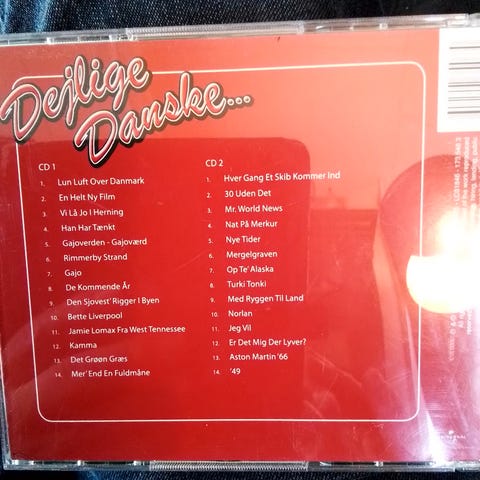 Dejlige
Danske...
CD 1
1. Lun Luft Over Danmark
2. En Helt Ny Film
3. Vi Lå Jo I Herning
4. Han Har Tænkt
5. Gajoverden - Gajoværd
6. Rimmerby Strand
7. Gajo
8. De Kommende År
9. Den Sjovest' Rigger I Byen
10. Bette Liverpool
11. Jamie Lomax Fra West Tennessee
12. Kamma
13. Det Grøøn Græs
14. Mer' End En Fuldmåne
CD 2
1. Hver Gang Et Skib Kommer Ind
2. 30 Uden Det
3. Mr. World News
4. Nat På Merkur
5. Nye Tider
6. Mergelgraven
7. Op Te' Alaska
8. Turki Tonki
9. Med Ryggen Til Land
10. Norlan
11. Jeg Vil
12. Er Det Mig Der Lyver?
13. Aston Martin '66
14. '49